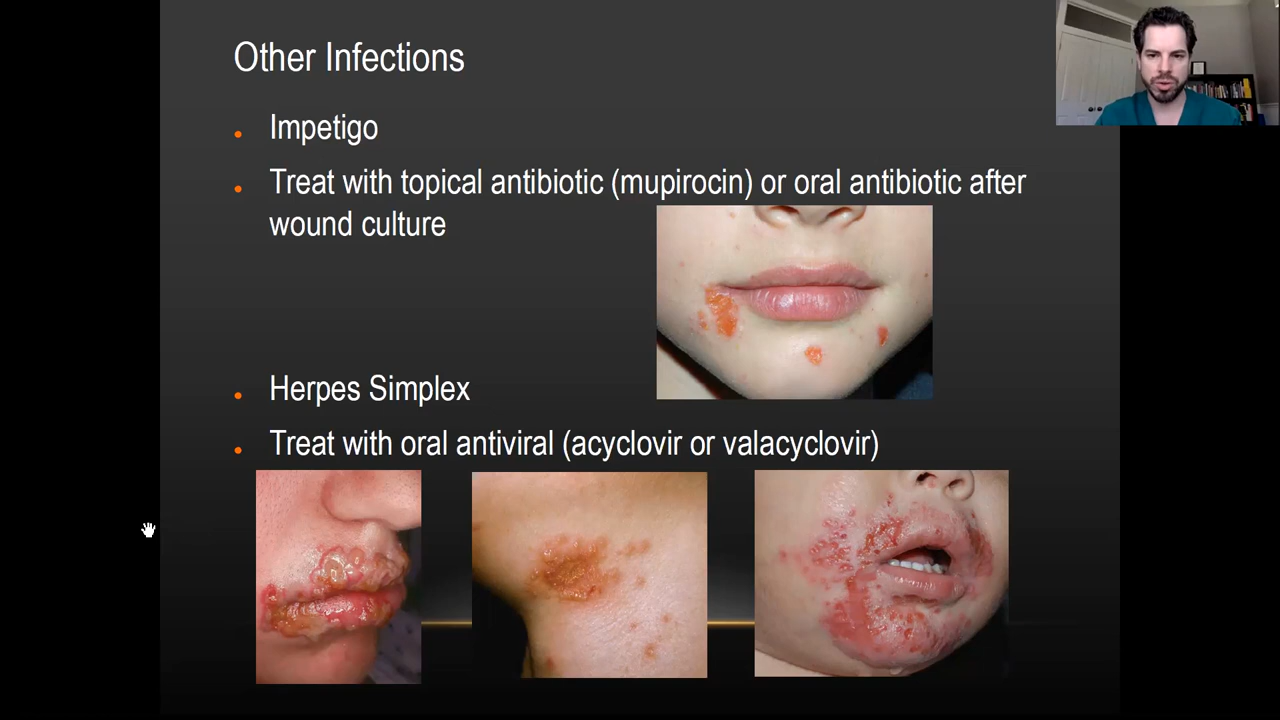 Other Infections
Impetigo
Treat with topical antibiotic (mupirocin) or oral antibiotic after
wound culture
Herpes Simplex
Treat with oral antiviral (acyclovir or valacyclovir)